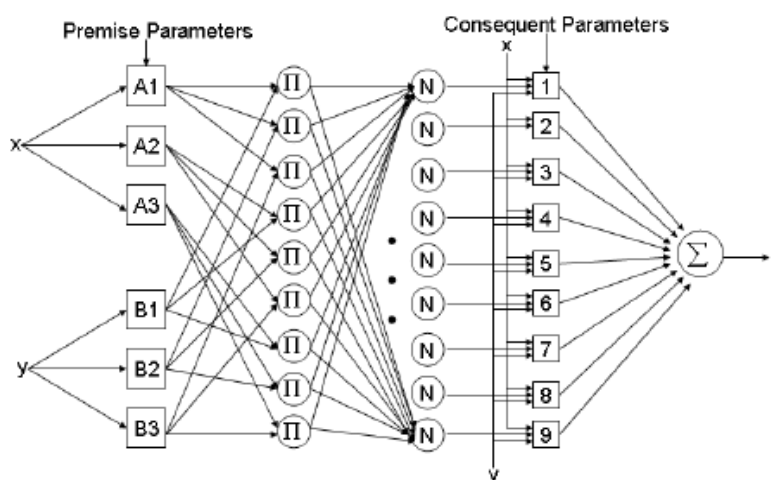 Premise Parameters
Consequent Parameters
x
A1
Π
N
1
A2
Π
N
2
x
A3
Π
N
3
Π
N
4
Π
N
5
Σ
B1
Π
N
6
y
B2
Π
N
7
Π
N
8
B3
Π
N
9
y